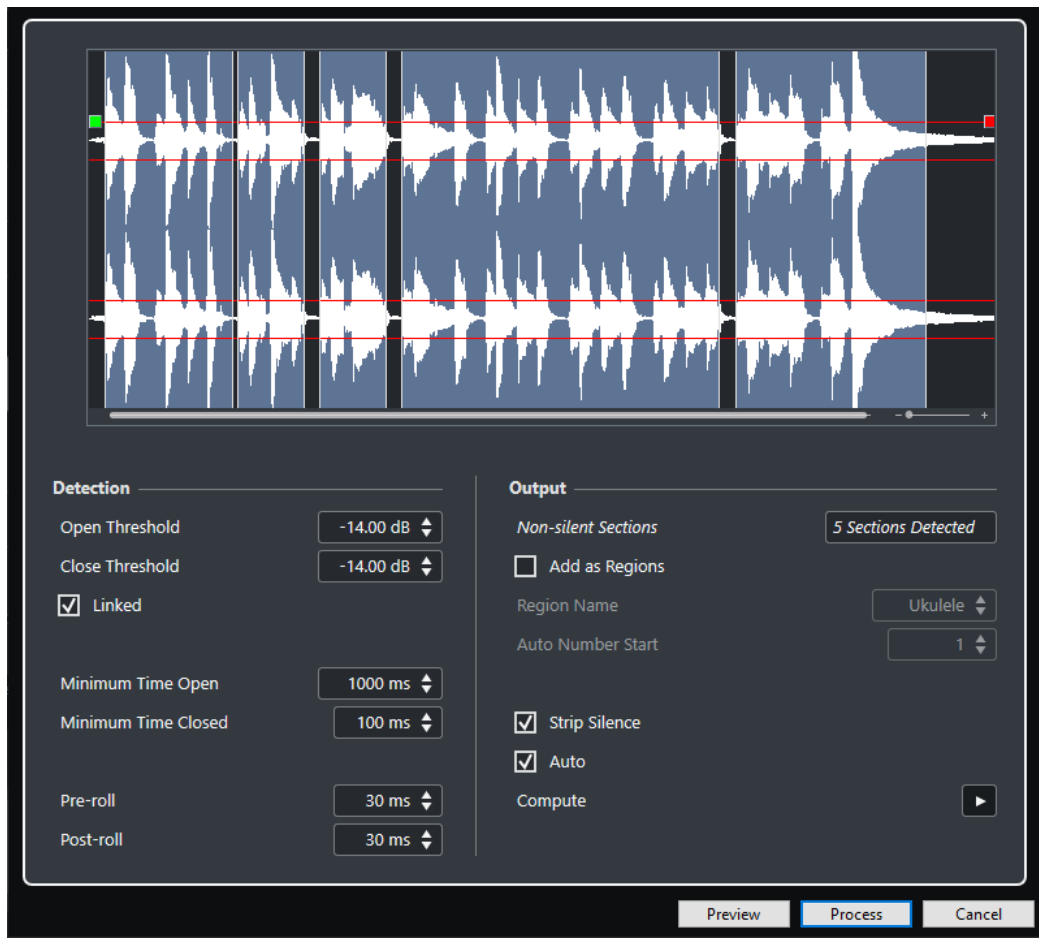 - +
Detection
Open Threshold -14.00 dB
Close Threshold -14.00 dB
Linked
Minimum Time Open 1000 ms
Minimum Time Closed 100 ms
Pre-roll 30 ms
Post-roll 30 ms
Output
Non-silent Sections 5 Sections Detected
Add as Regions
Region Name Ukulele
Auto Number Start 1
Strip Silence
Auto
Compute
Preview Process Cancel